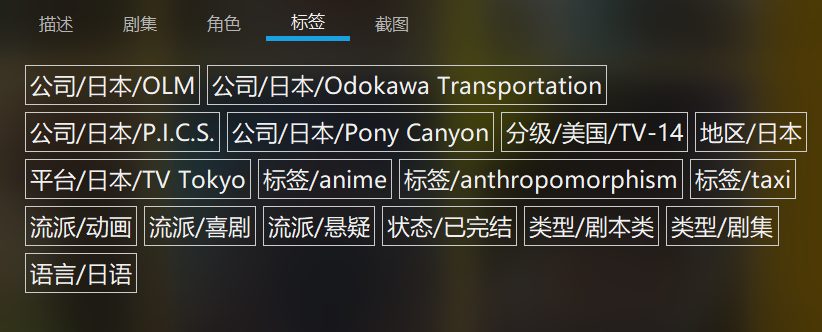 描述 剧集 角色 标签 截图
公司/日本/OLM 公司/日本/Odokawa Transportation
公司/日本/P.I.C.S. 公司/日本/Pony Canyon 分级/美国/TV-14 地区/日本
平台/日本/TV Tokyo 标签/anime 标签/anthropomorphism 标签/taxi
流派/动画 流派/喜剧 流派/悬疑 状态/已完结 类型/剧本类 类型/剧集
语言/日语